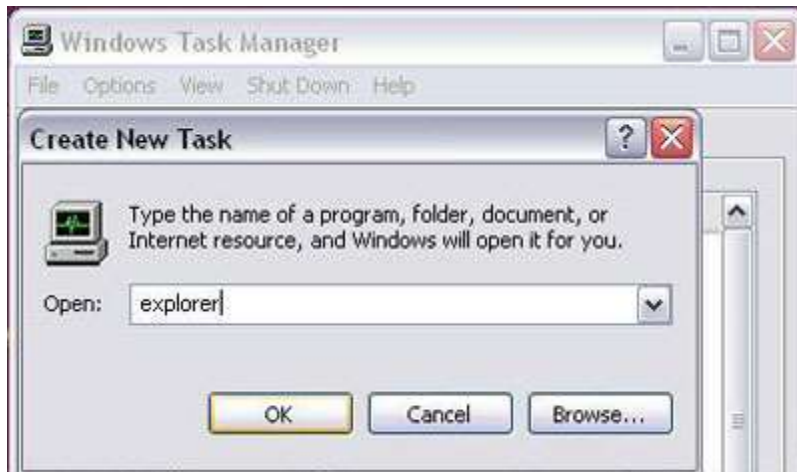 Windows Task Manager
File Options View Shut Down Help
Create New Task
Type the name of a program, folder, document, or
Internet resource, and Windows will open it for you.
Open: explorer
OK Cancel Browse...